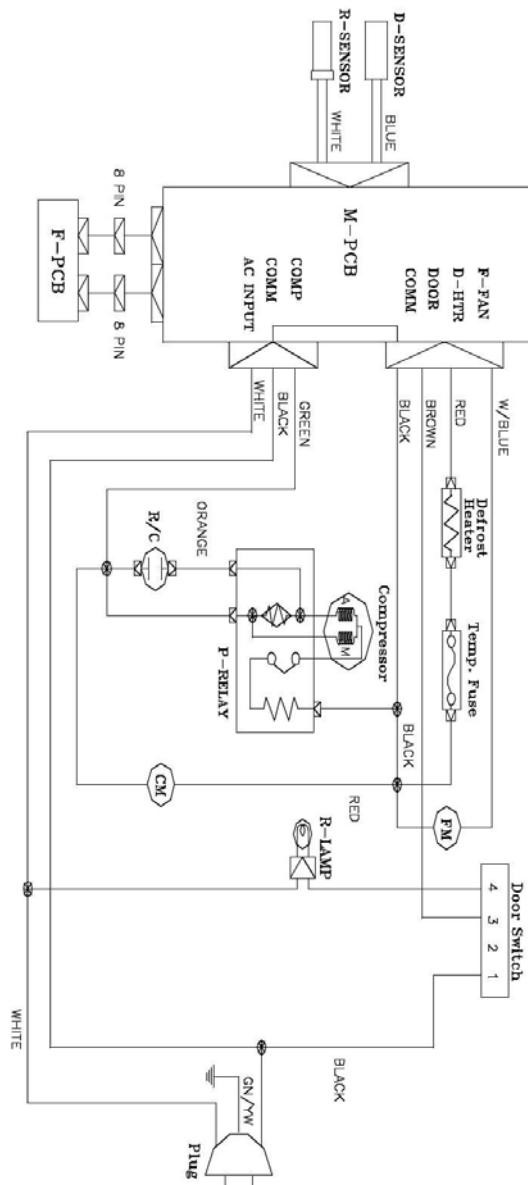 R-SENSOR
D-SENSOR
WHITE
BLUE
8 PIN
8 PIN
F-PCB
M-PCB
AC INPUT
COMM
COMP
COMM
DOOR
D-HTR
F-FAN
WHITE
BLACK
GREEN
BLACK
BROWN
RED
W/BLUE
Defrost
Heater
R/C
ORANGE
Compressor
A
M
P-RELAY
Temp. Fuse
BLACK
CM
RED
FM
R-LAMP
Door Switch
4
3
2
1
WHITE
BLACK
GN/YW
Plug